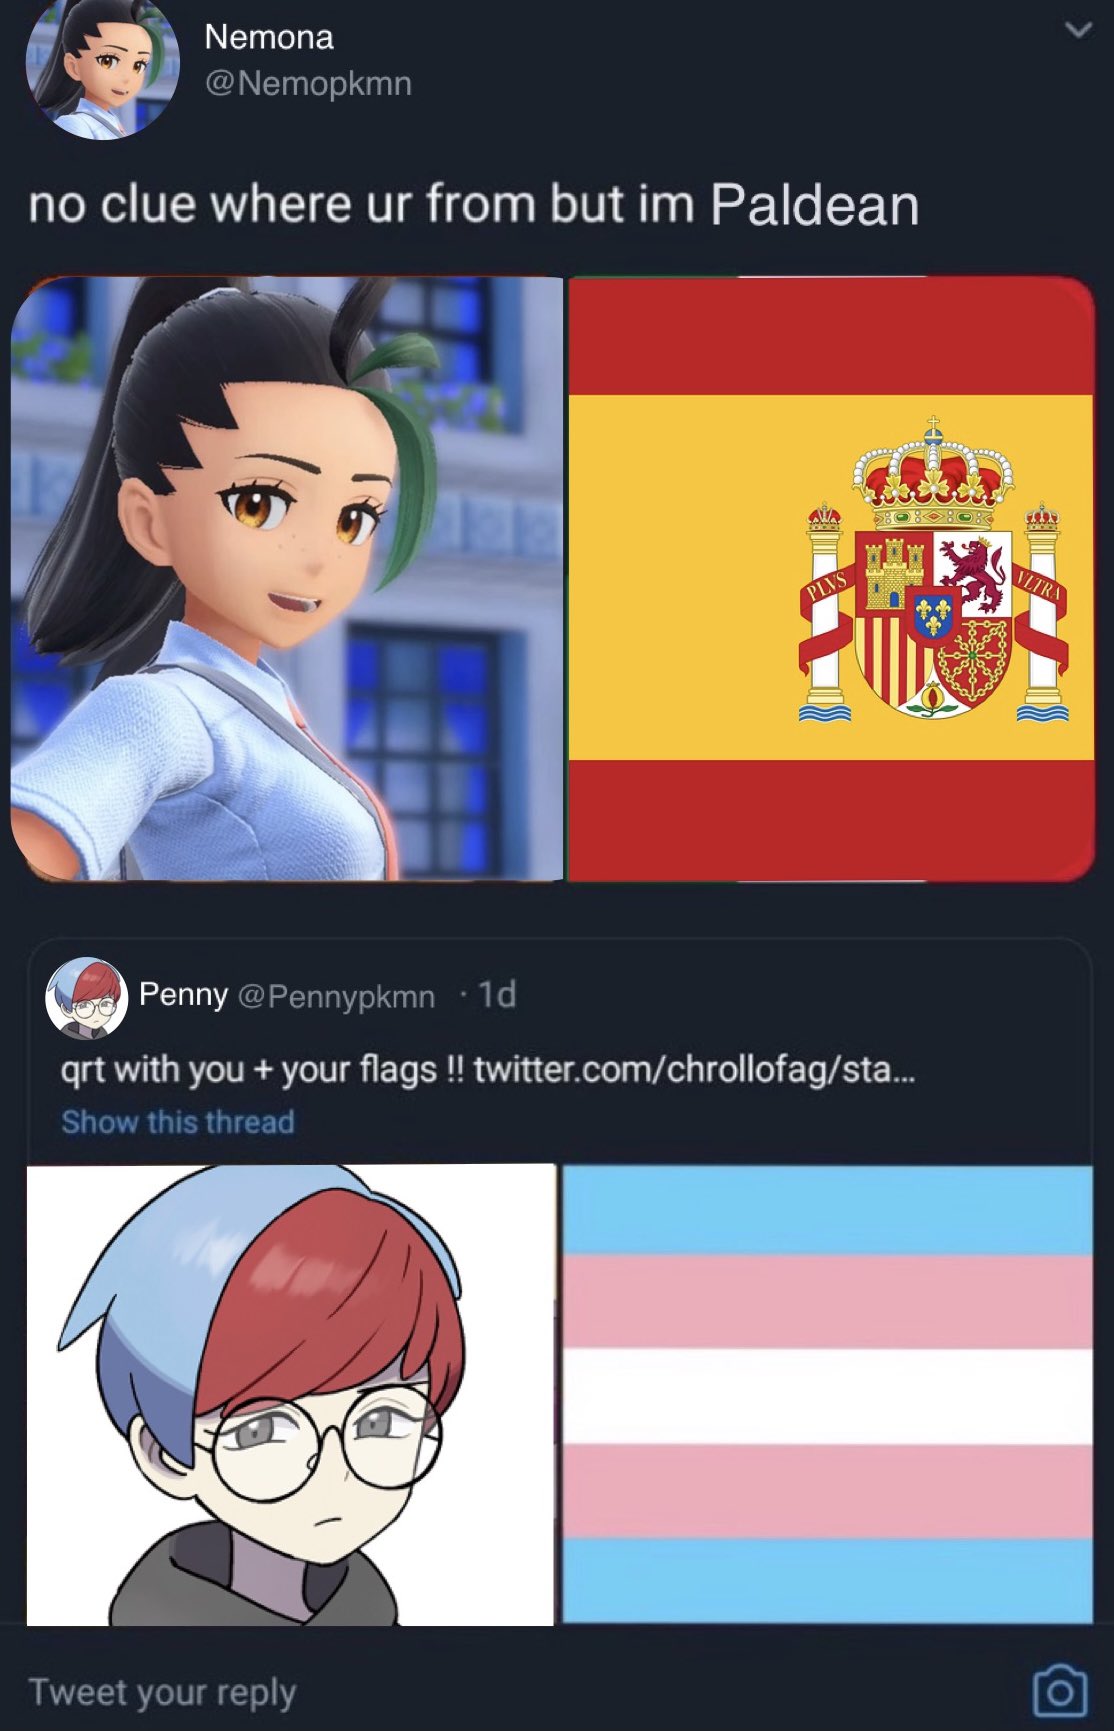 Nemona
@Nemopkmn
no clue where ur from but im Paldean
PLVS
VLTRA
Penny @Pennypkmn · 1d
qrt with you + your flags !! twitter.com/chrollofag/sta...
Show this thread
Tweet your reply